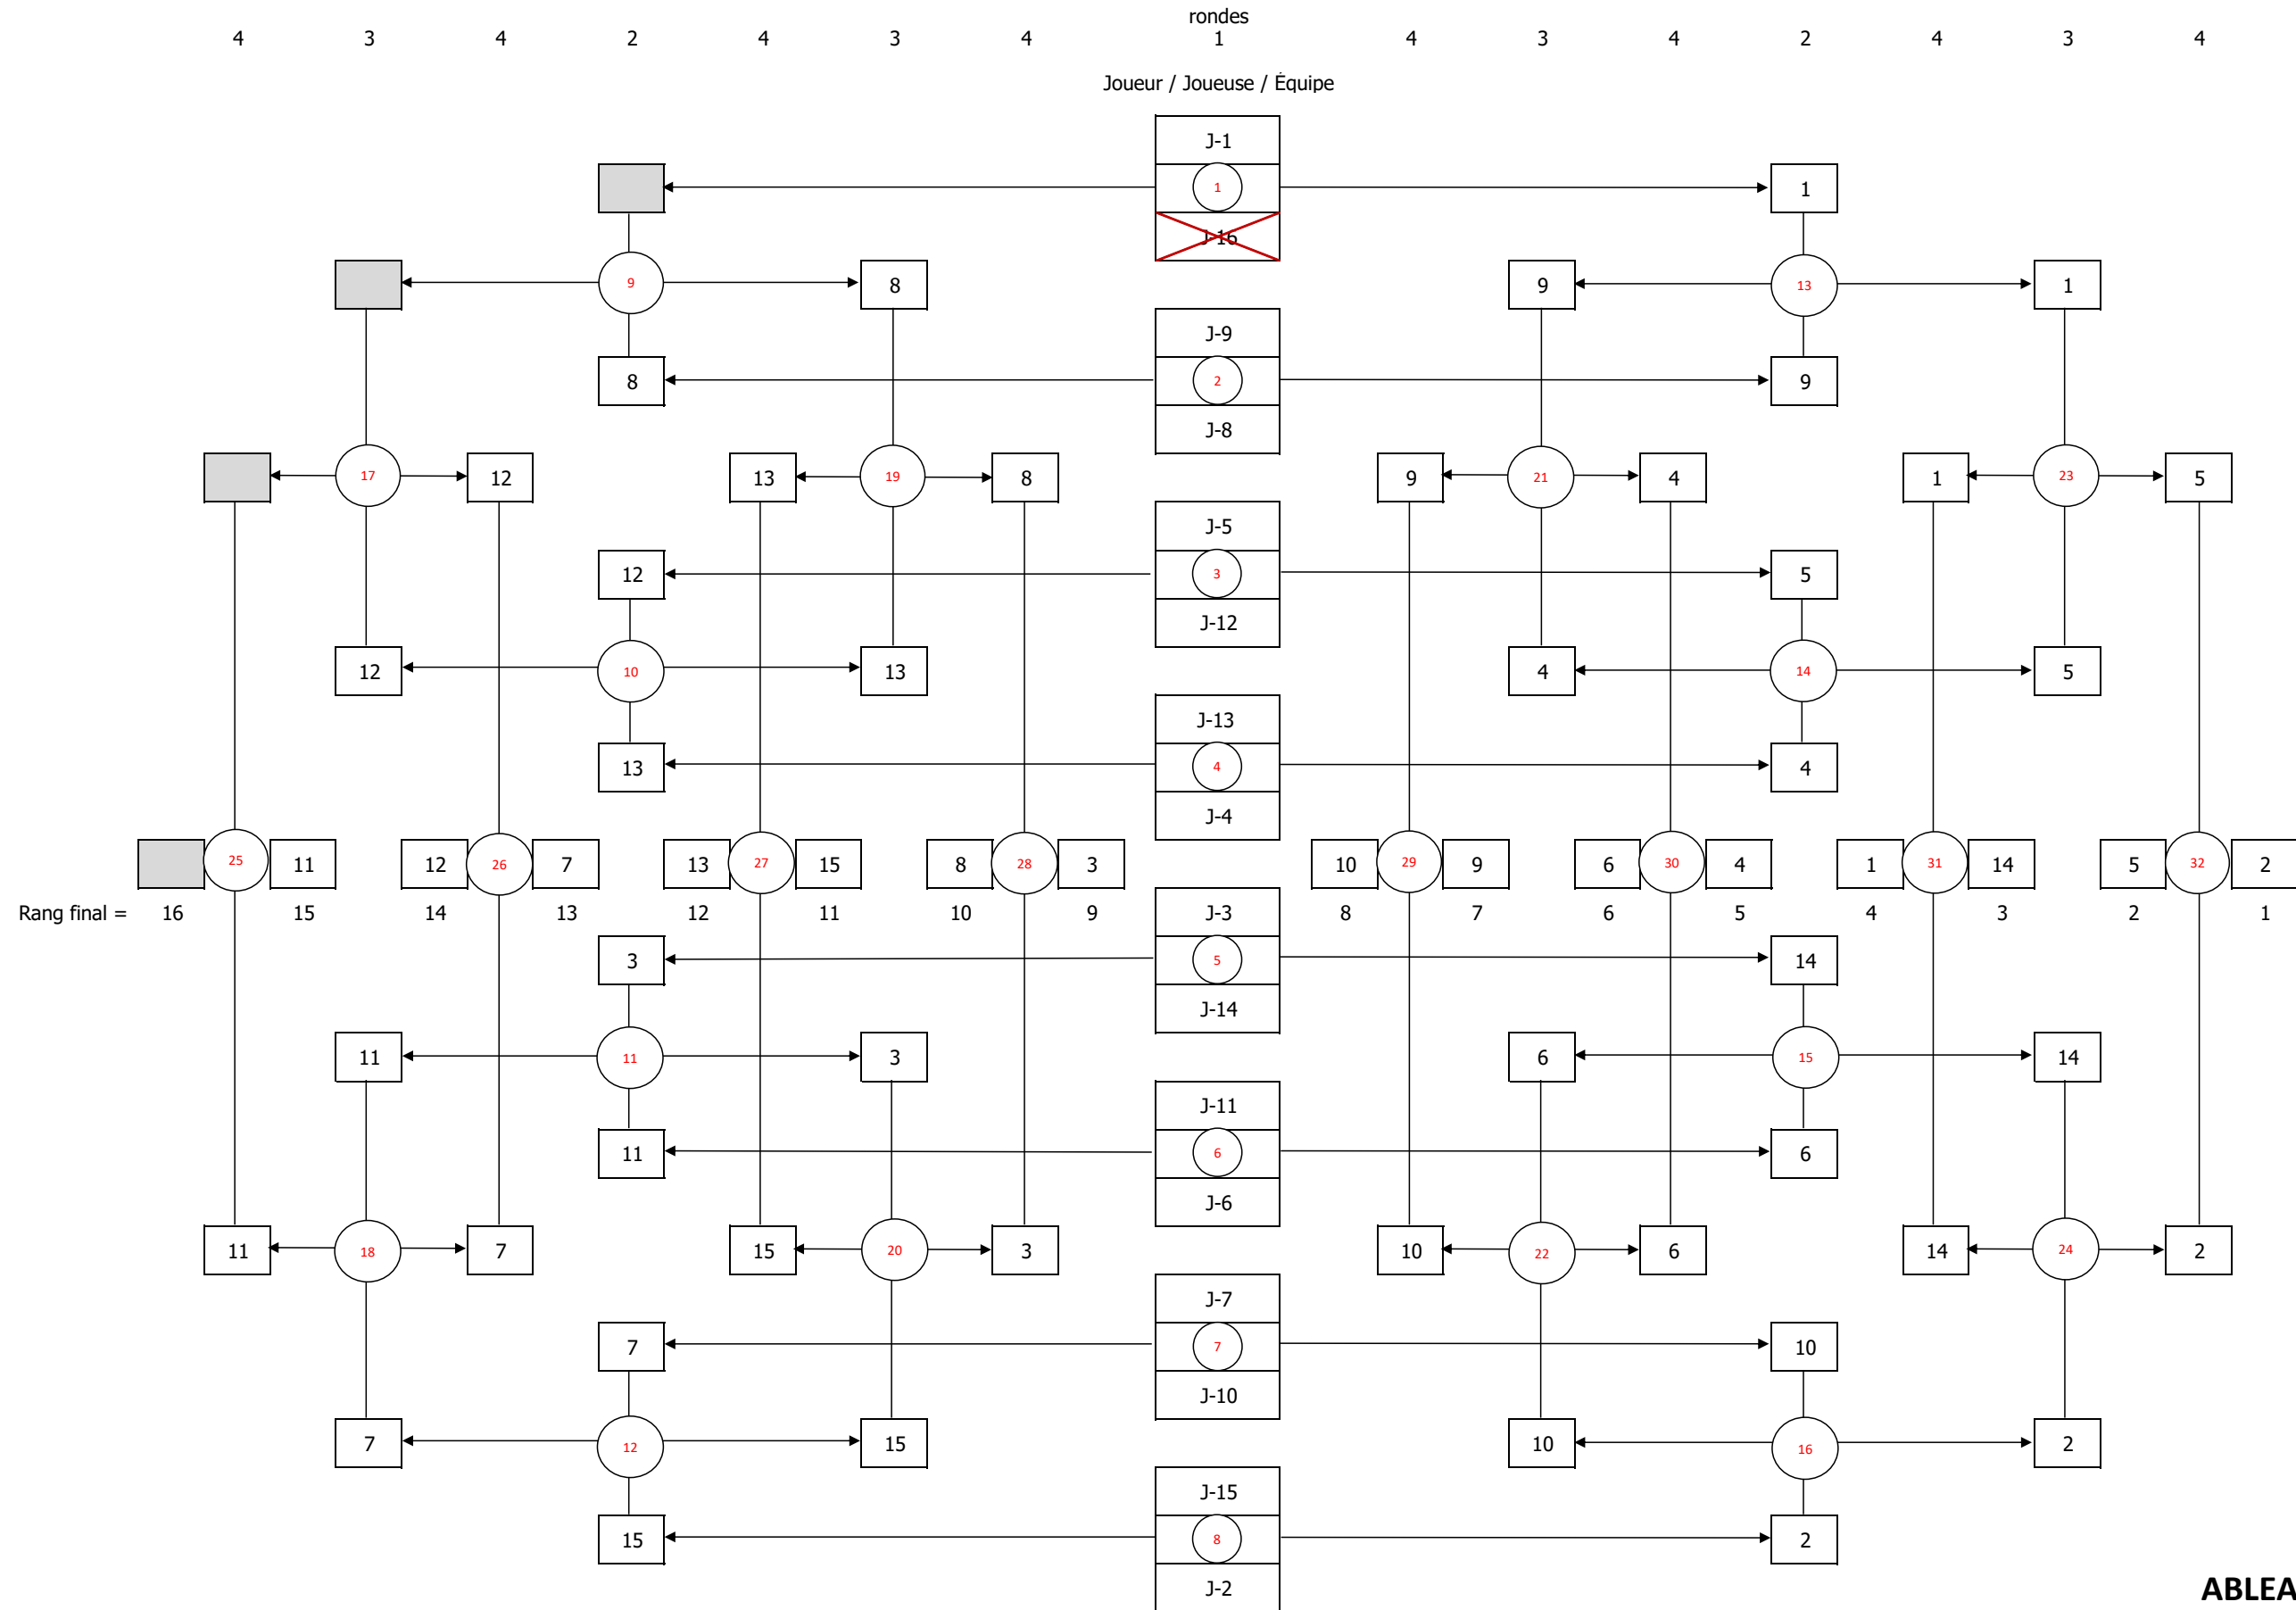 rondes
4 3 4 2 4 3 4 1 4 3 4 2 4 3 4
Joueur / Joueuse / Équipe
J-1
1 1
J-16
9 8 9 13 1
J-9
8 2 9
J-8
17 12 13 19 8 9 21 4 1 23 5
J-5
12 3 5
J-12
12 10 13 4 14 5
J-13
13 4 4
J-4
25 11 12 26 7 13 27 15 8 28 3 10 29 9 6 30 4 1 31 14 5 32 2
Rang final = 16 15 14 13 12 11 10 9 8 7 6 5 4 3 2 1
J-3
3 5 14
J-14
11 11 3 6 15 14
J-11
11 6 6
J-6
11 18 7 15 20 3 10 22 6 14 24 2
J-7
7 7 10
J-10
7 12 15 10 16 2
J-15
15 8 2
J-2
ABLEA